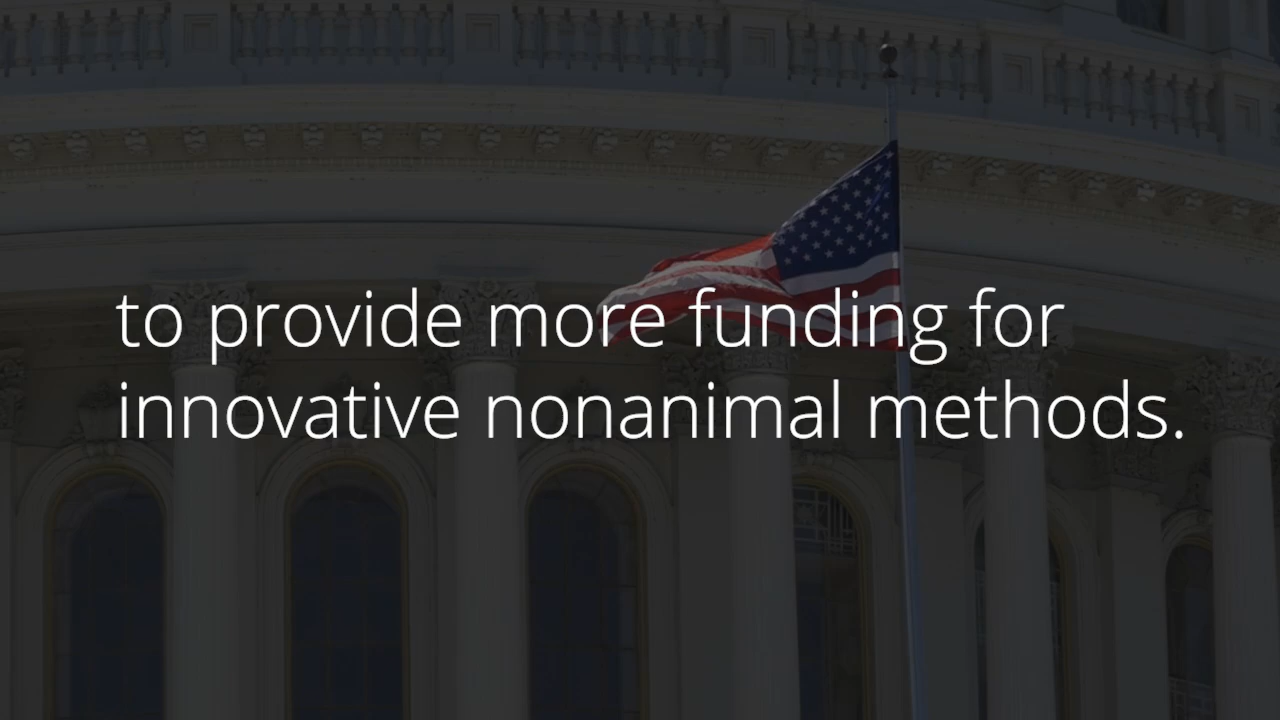 to provide more funding for
innovative nonanimal methods.